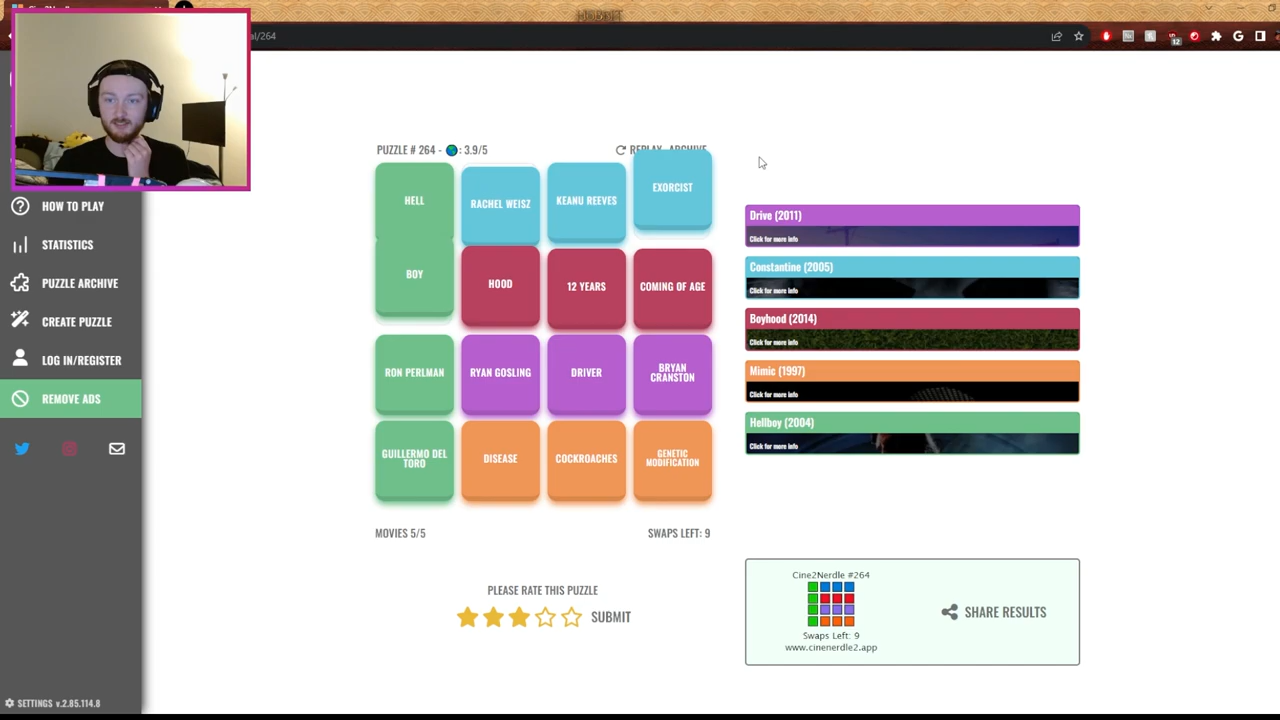 al/264
12
PUZZLE # 264 - : 3.9/5
HELL
RACHEL WEISZ
KEANU REEVES
EXORCIST
BOY
HOOD
12 YEARS
COMING OF AGE
RON PERLMAN
RYAN GOSLING
DRIVER
BRYAN
CRANSTON
GUILLERMO DEL
TORO
DISEASE
COCKROACHES
GENETIC
MODIFICATION
MOVIES 5/5
SWAPS LEFT: 9
PLEASE RATE THIS PUZZLE
SUBMIT
HOW TO PLAY
STATISTICS
PUZZLE ARCHIVE
CREATE PUZZLE
LOG IN/REGISTER
REMOVE ADS
SETTINGS v.2.85.114.8
Drive (2011)
Click for more info
Constantine (2005)
Click for more info
Boyhood (2014)
Click for more info
Mimic (1997)
Click for more info
Hellboy (2004)
Click for more info
Cine2Nerdle #264
Swaps Left: 9
www.cinenerdle2.app
SHARE RESULTS